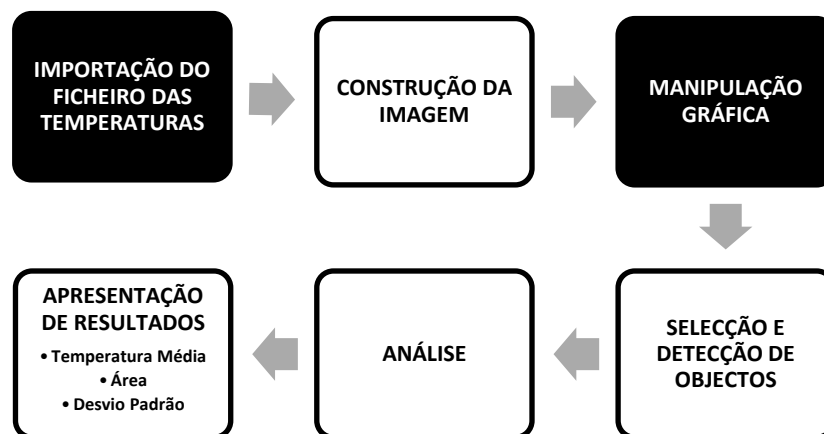 IMPORTAÇÃO DO
FICHEIRO DAS
TEMPERATURAS
CONSTRUÇÃO DA
IMAGEM
MANIPULAÇÃO
GRÁFICA
SELECÇÃO E
DETECÇÃO DE
OBJECTOS
ANÁLISE
APRESENTAÇÃO
DE RESULTADOS
• Temperatura Média
• Área
• Desvio Padrão